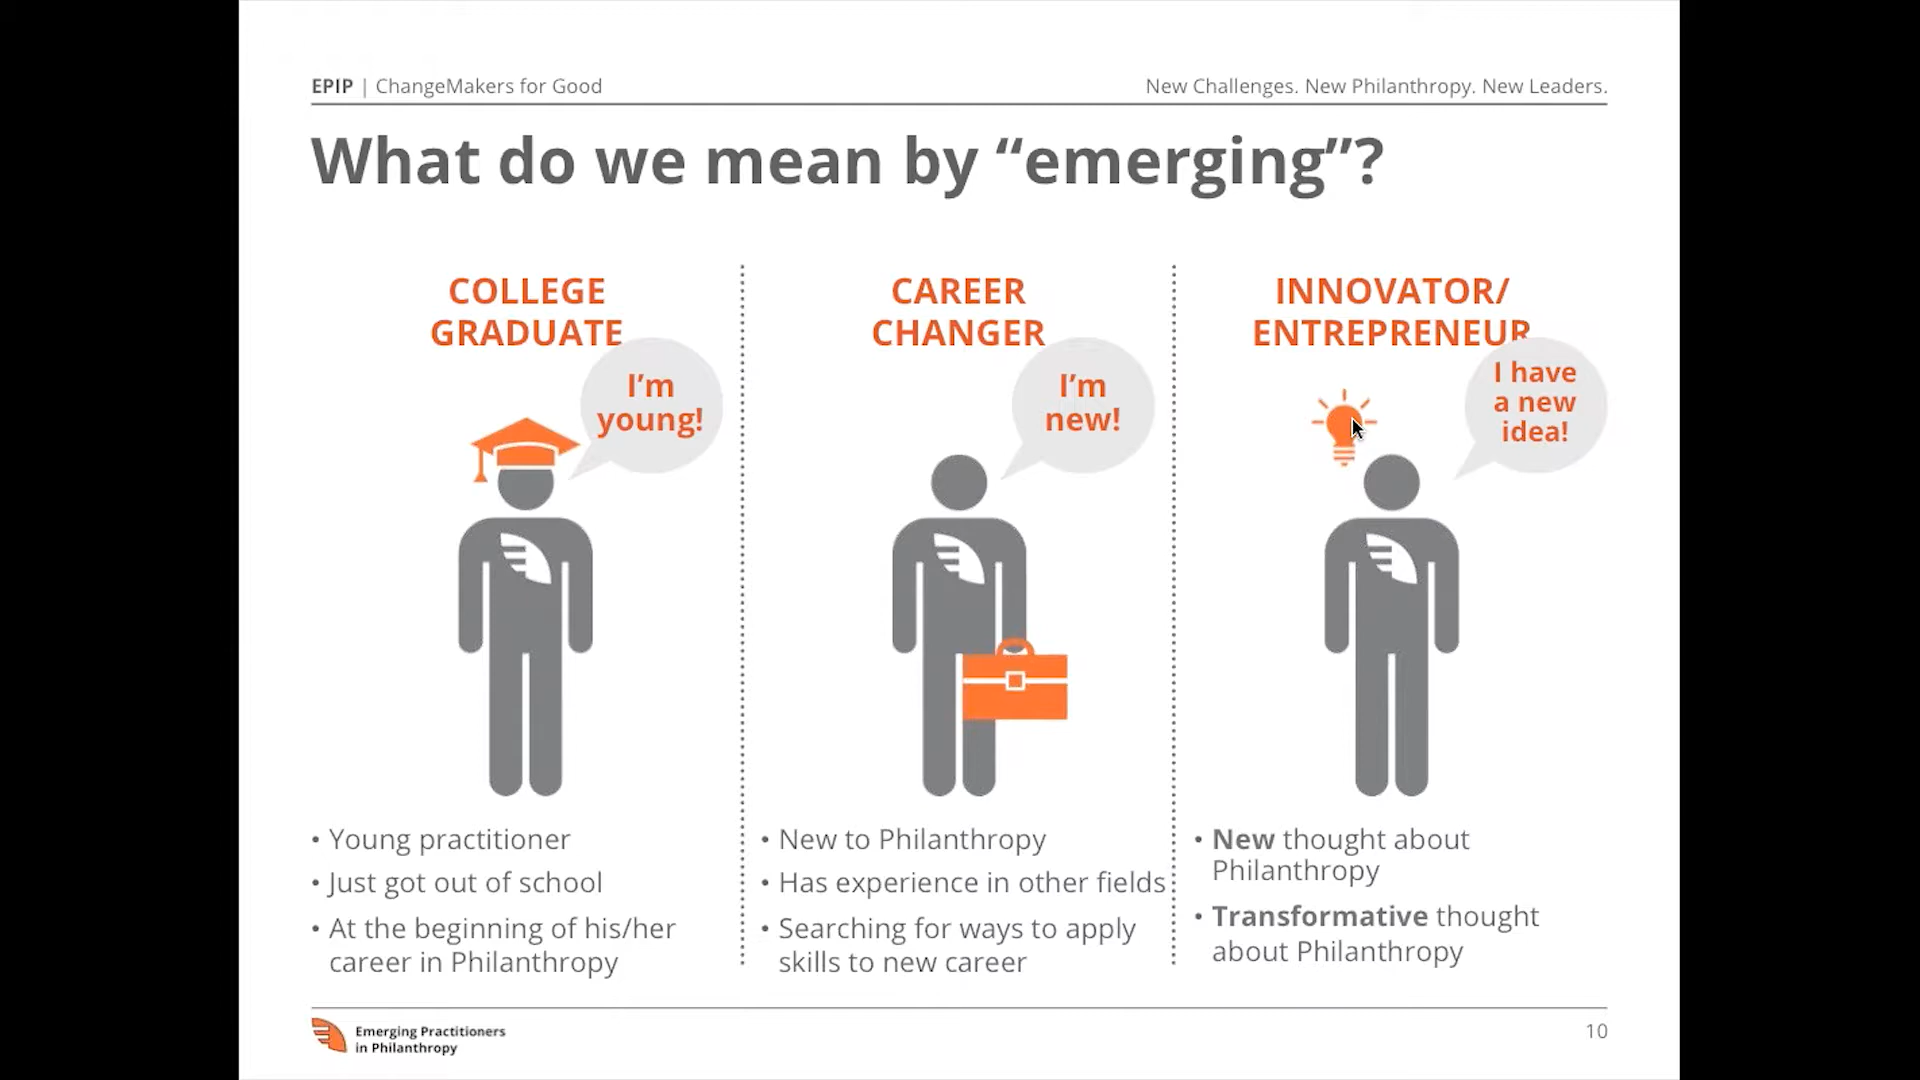 EPIP | ChangeMakers for Good
New Challenges. New Philanthropy. New Leaders.
What do we mean by “emerging”?
COLLEGE
GRADUATE
I’m
young!
• Young practitioner
• Just got out of school
• At the beginning of his/her
career in Philanthropy
CAREER
CHANGER
I’m
new!
• New to Philanthropy
• Has experience in other fields
• Searching for ways to apply
skills to new career
INNOVATOR/
ENTREPRENEUR
I have
a new
idea!
• New thought about
Philanthropy
• Transformative thought
about Philanthropy
Emerging Practitioners
in Philanthropy
10